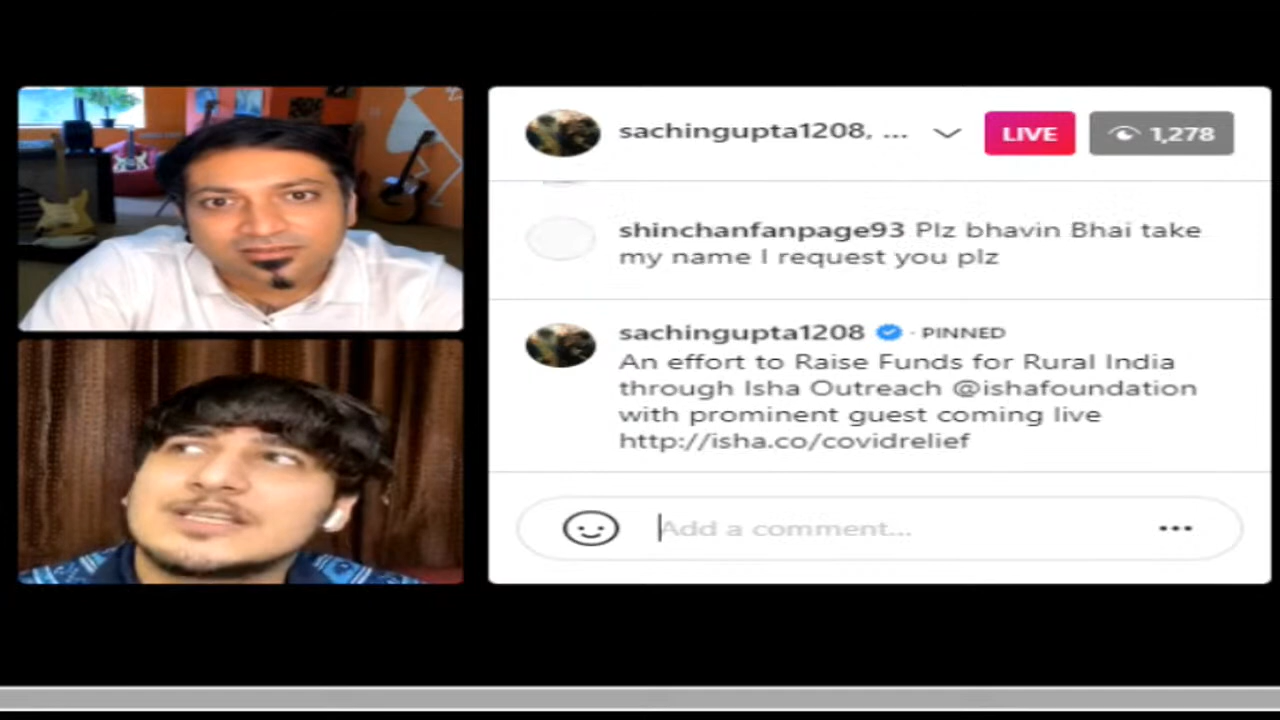 sachingupta1208, ...
LIVE
1,278
shinchanfanpage93 Plz bhavin Bhai take
my name I request you plz
sachingupta1208 · PINNED
An effort to Raise Funds for Rural India
through Isha Outreach @ishafoundation
with prominent guest coming live
http://isha.co/covidrelief
Add a comment...